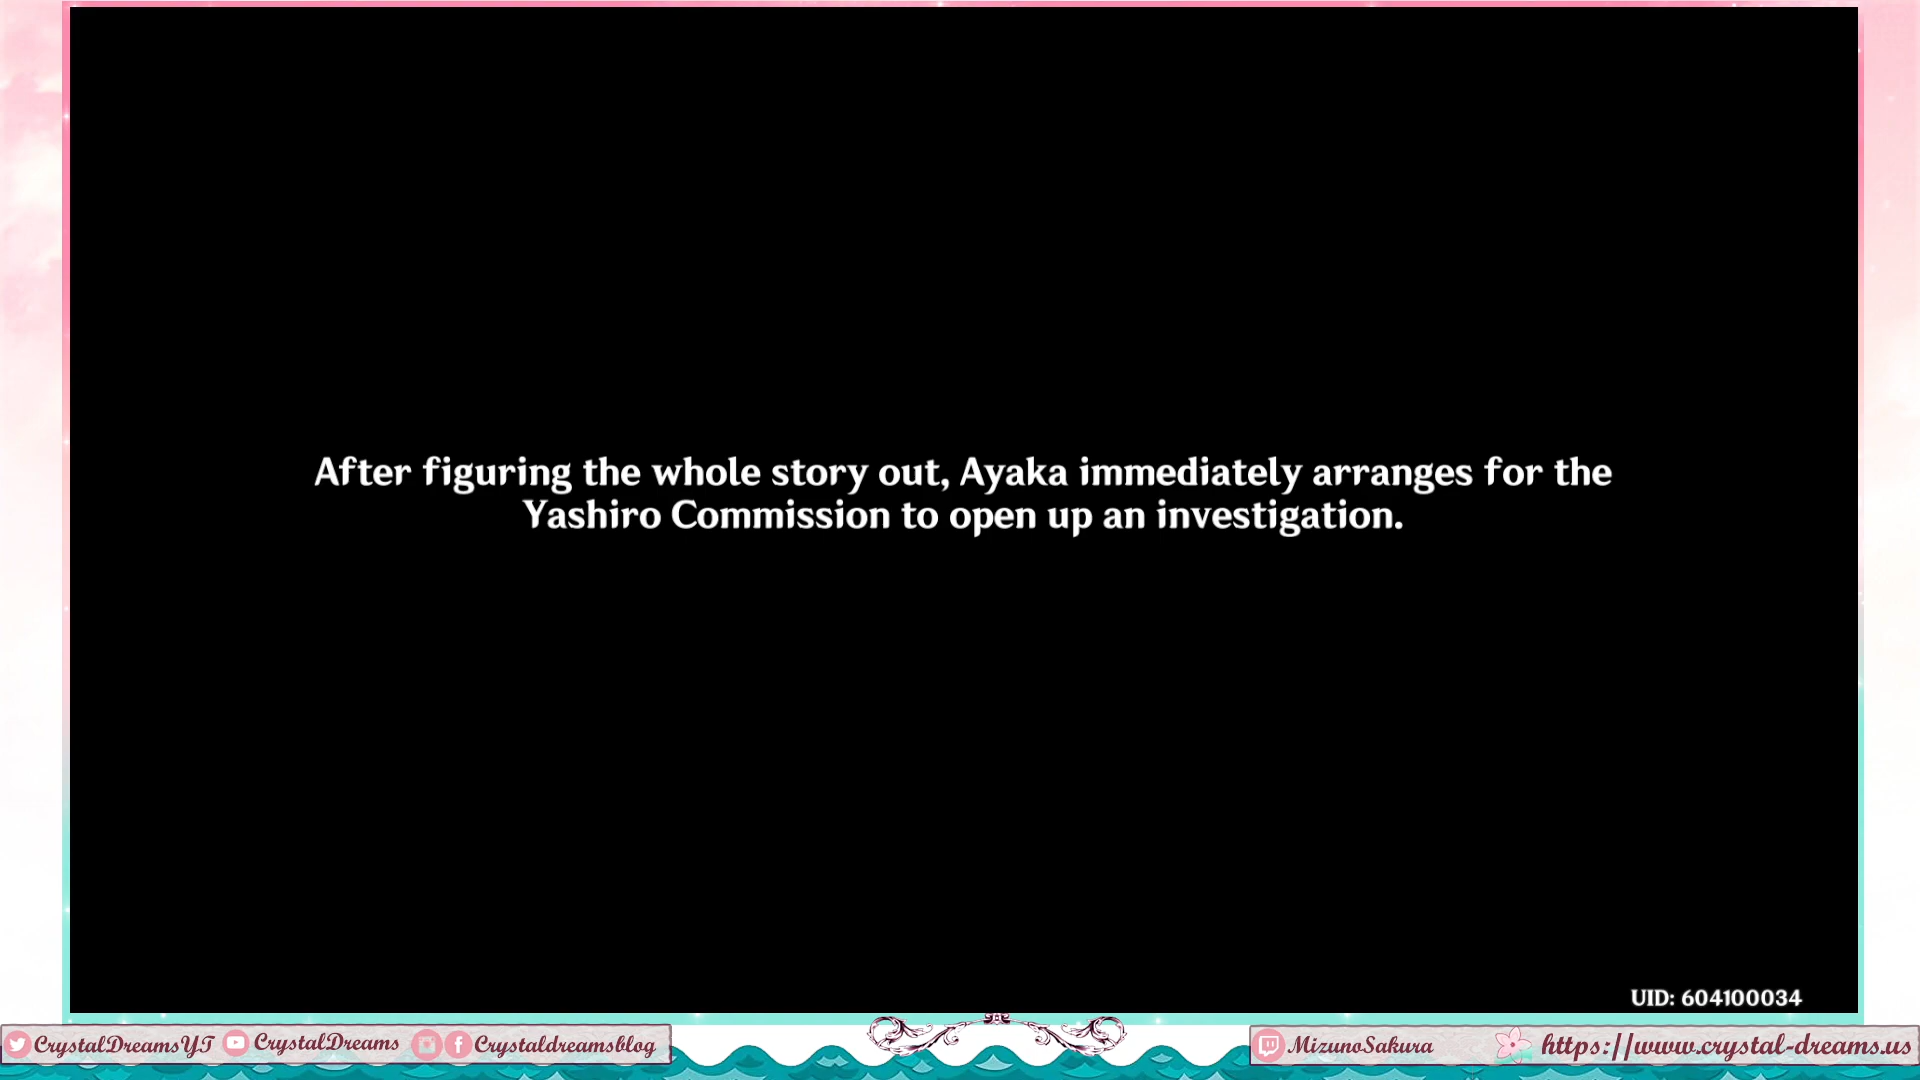 After figuring the whole story out, Ayaka immediately arranges for the
Yashiro Commission to open up an investigation.
UID: 604100034
CrystalDreamsYT CrystalDreams Crystaldreamsblog MizunoSakura https://www.crystal-dreams.us